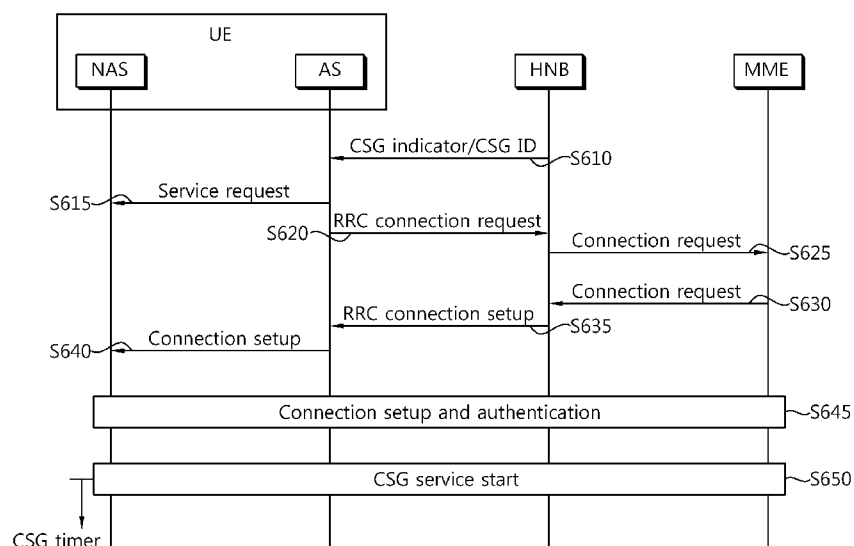 UE
NAS AS HNB MME
CSG indicator/CSG ID
S610
Service request
S615
RRC connection request
S620
Connection request
S625
Connection request
S630
RRC connection setup
S635
Connection setup
S640
Connection setup and authentication
S645
CSG service start
S650
CSG timer